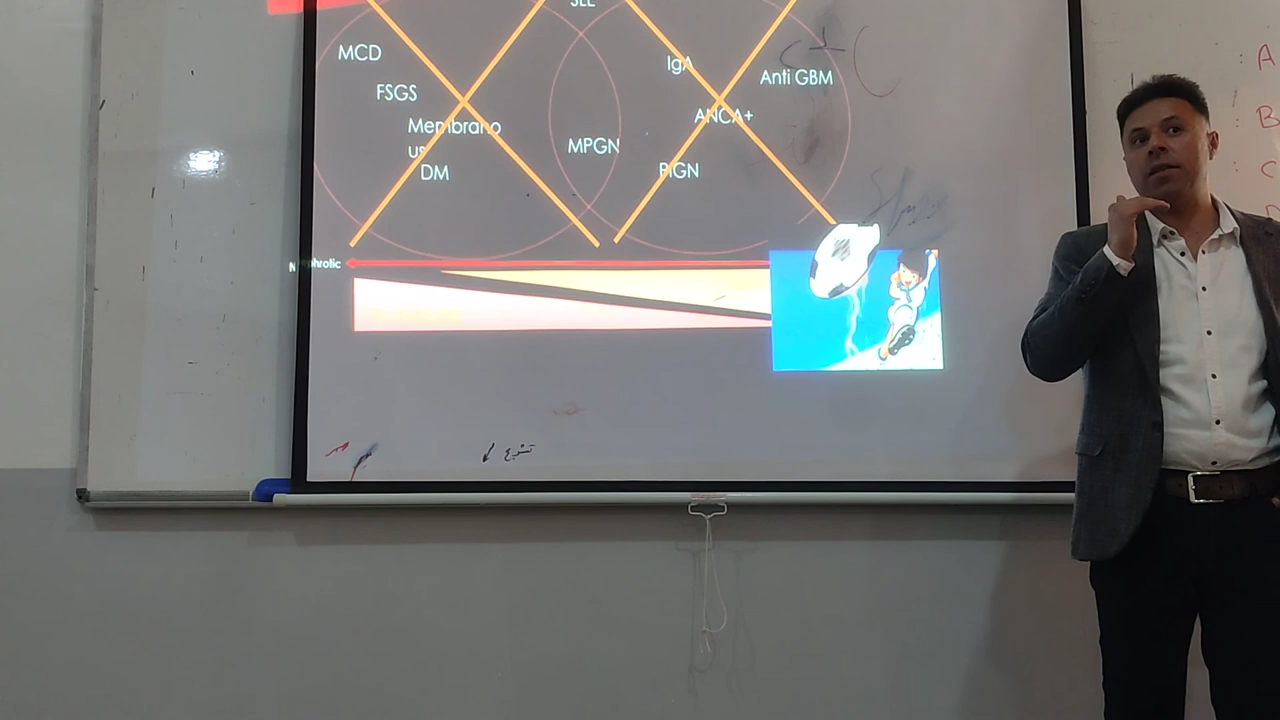 SLE
MCD
IgA
Anti GBM
FSGS
ANCA+
Membrano
us
MPGN
DM
PIGN
Nephrotic
: A
: B
: C